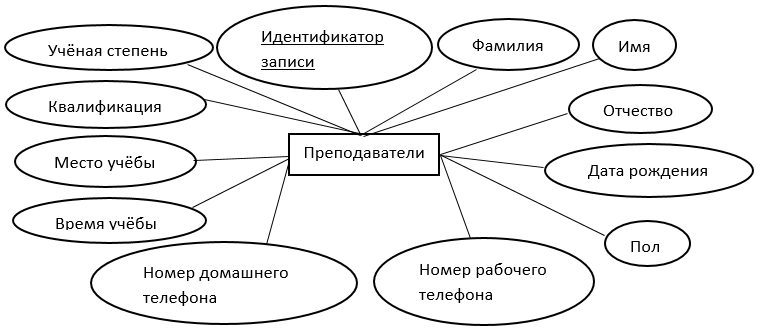 Учёная степень
Идентификатор
записи
Фамилия
Имя
Квалификация
Отчество
Преподаватели
Место учёбы
Дата рождения
Время учёбы
Пол
Номер домашнего
телефона
Номер рабочего
телефона